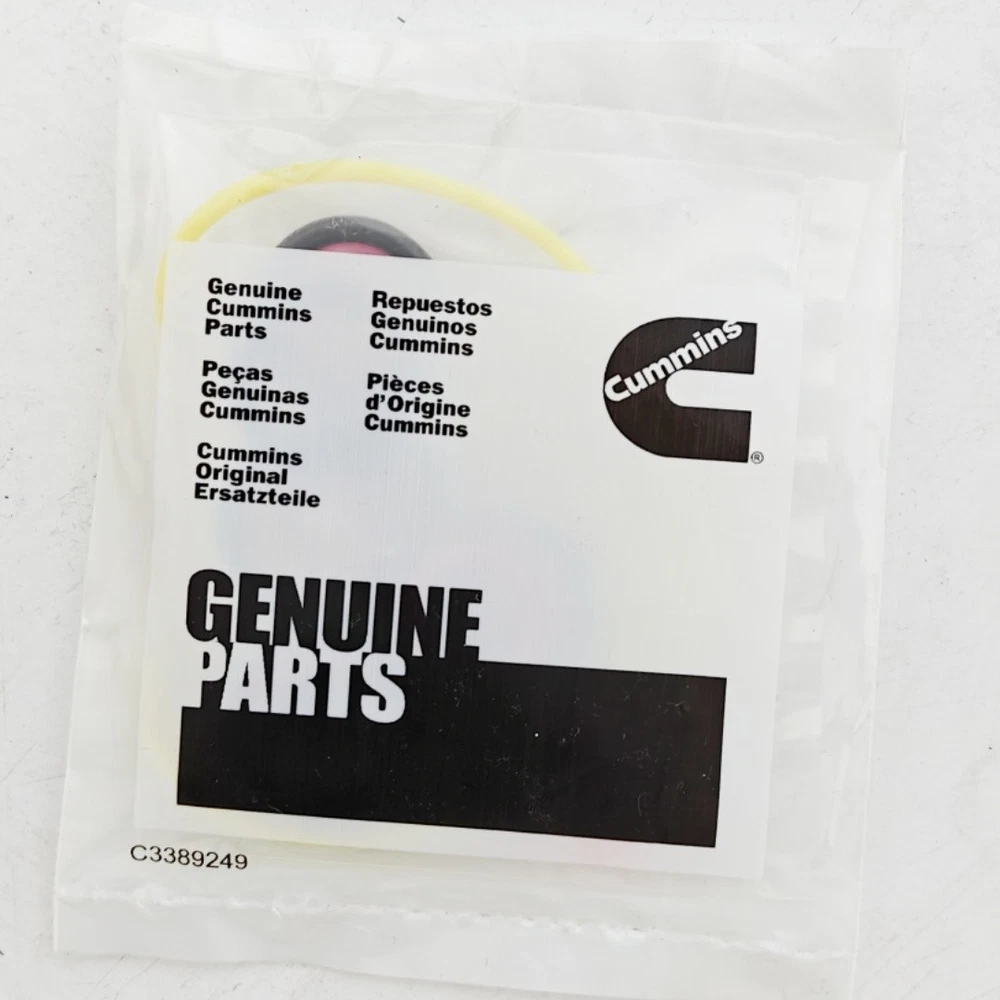 Genuine
Cummins
Parts
Peças
Genuinas
Cummins
Cummins
Original
Ersatzteile
Repuestos
Genuinos
Cummins
Pièces
d'Origine
Cummins
Cummins
®
GENUINE
PARTS
C3389249